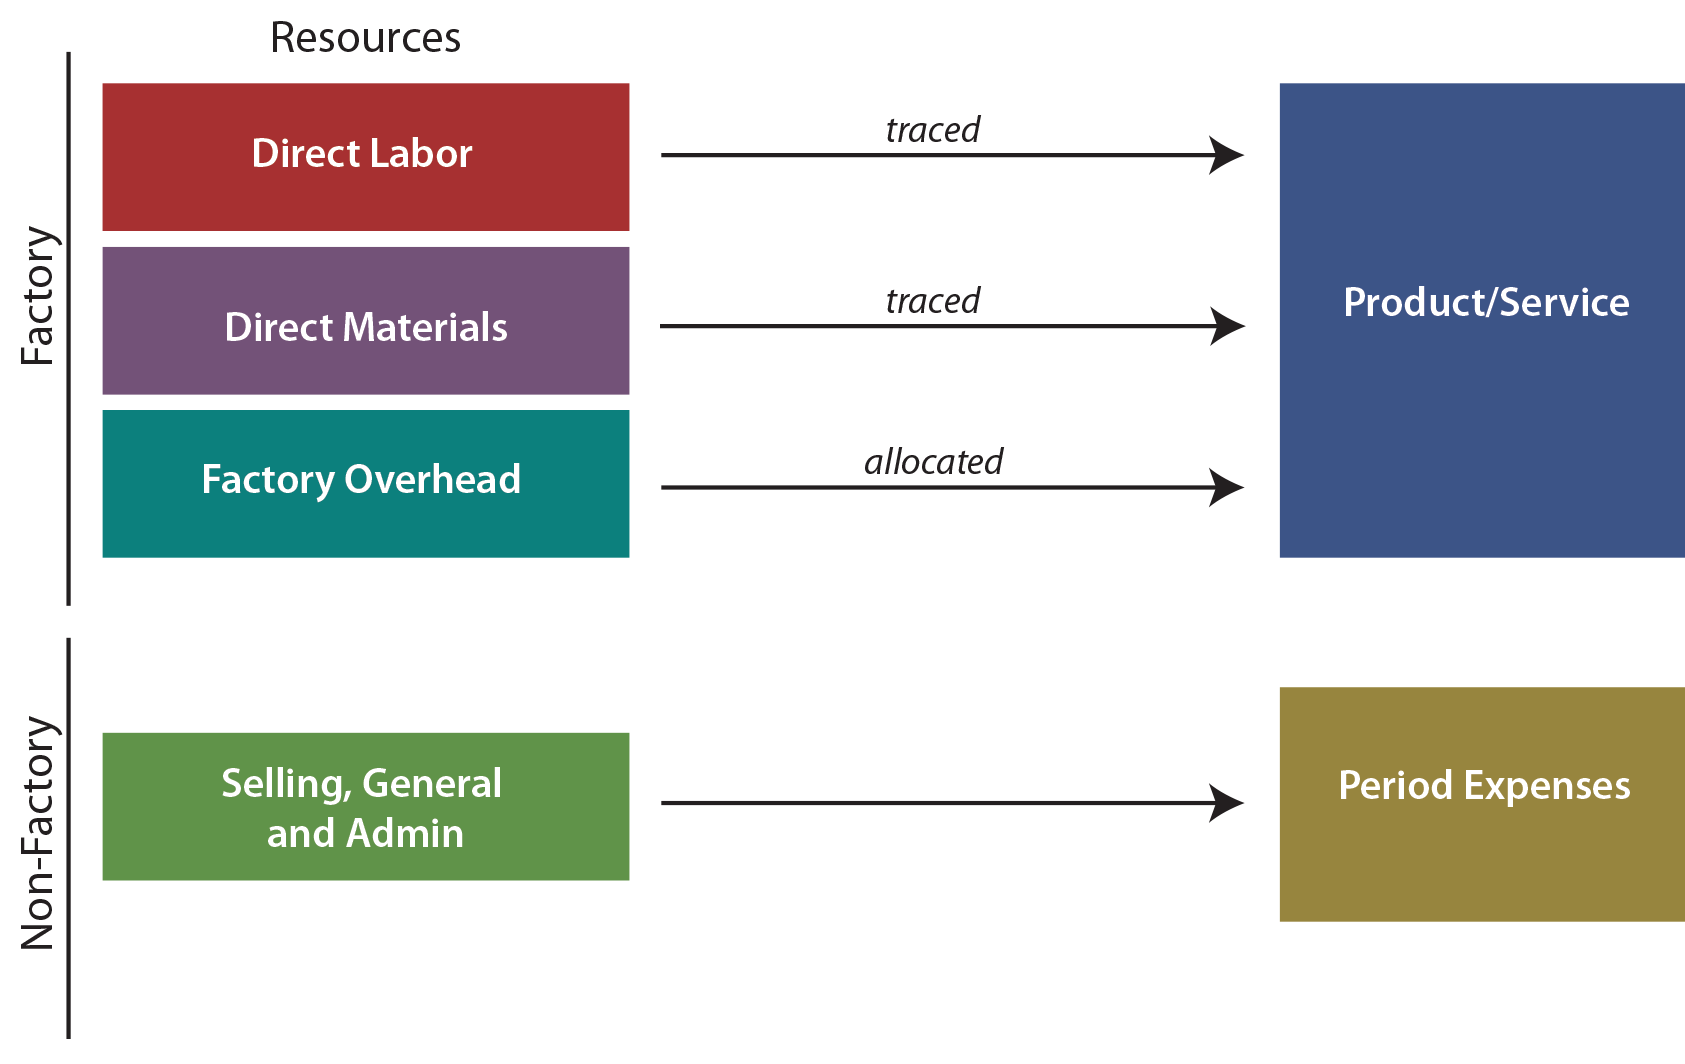 Resources
Factory
Direct Labor
traced
Direct Materials
traced
Product/Service
Factory Overhead
allocated
Non-Factory
Selling, General
and Admin
Period Expenses